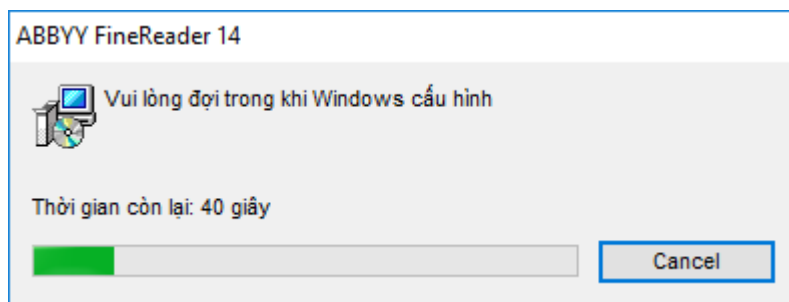 ABBYY FineReader 14
Vui lòng đợi trong khi Windows cấu hình
Thời gian còn lại: 40 giây
Cancel